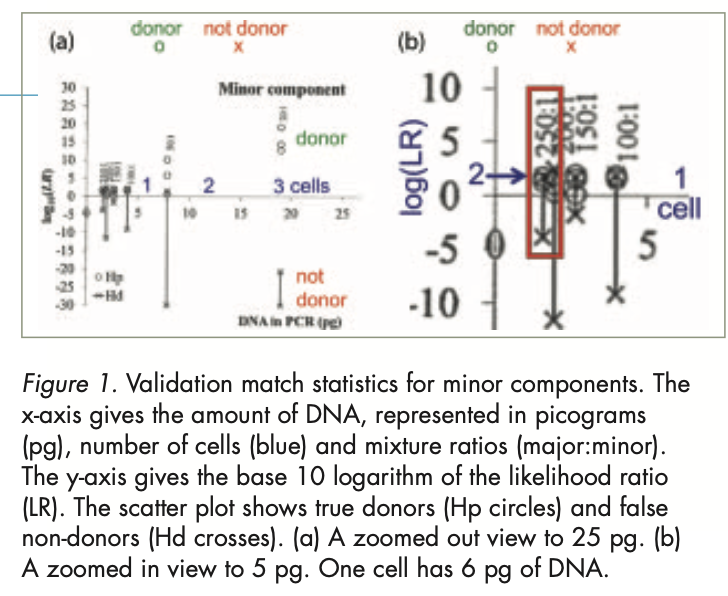 (a)
donor
o
not donor
x
Minor component
30
25
20
15
10
5
0
-5
-10
-15
-20
-25
-30
log₁₀(LR)
donor
1
2
3 cells
0
5
10
15
20
25
o Hp
Hd
not
donor
DNA in PCR (pg)
(b)
donor
o
not donor
x
10
5
0
-5
-10
log(LR)
2
250:1
200:1
150:1
100:1
1
cell
0
5
Figure 1. Validation match statistics for minor components. The
x-axis gives the amount of DNA, represented in picograms
(pg), number of cells (blue) and mixture ratios (major:minor).
The y-axis gives the base 10 logarithm of the likelihood ratio
(LR). The scatter plot shows true donors (Hp circles) and false
non-donors (Hd crosses). (a) A zoomed out view to 25 pg. (b)
A zoomed in view to 5 pg. One cell has 6 pg of DNA.